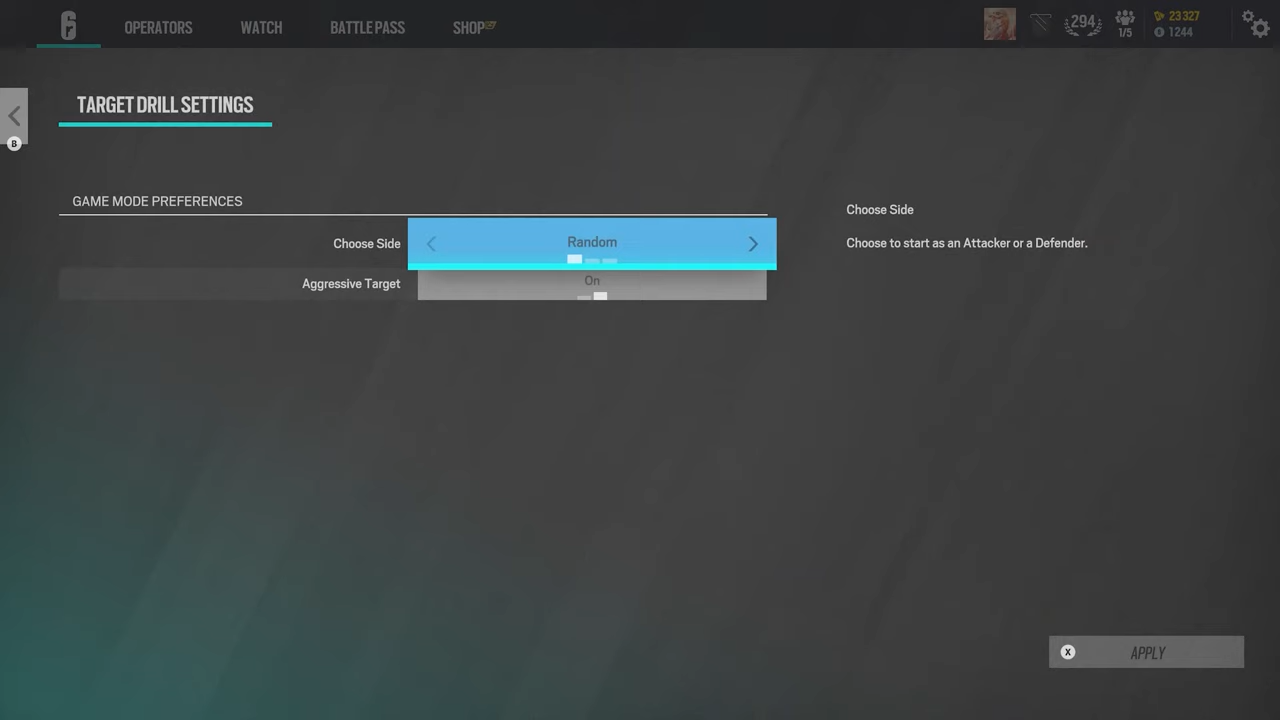 OPERATORS
WATCH
BATTLE PASS
SHOP
294
1/5
23 327
1244
TARGET DRILL SETTINGS
B
GAME MODE PREFERENCES
Choose Side
Choose Side
Random
Choose to start as an Attacker or a Defender.
Aggressive Target
On
X
APPLY